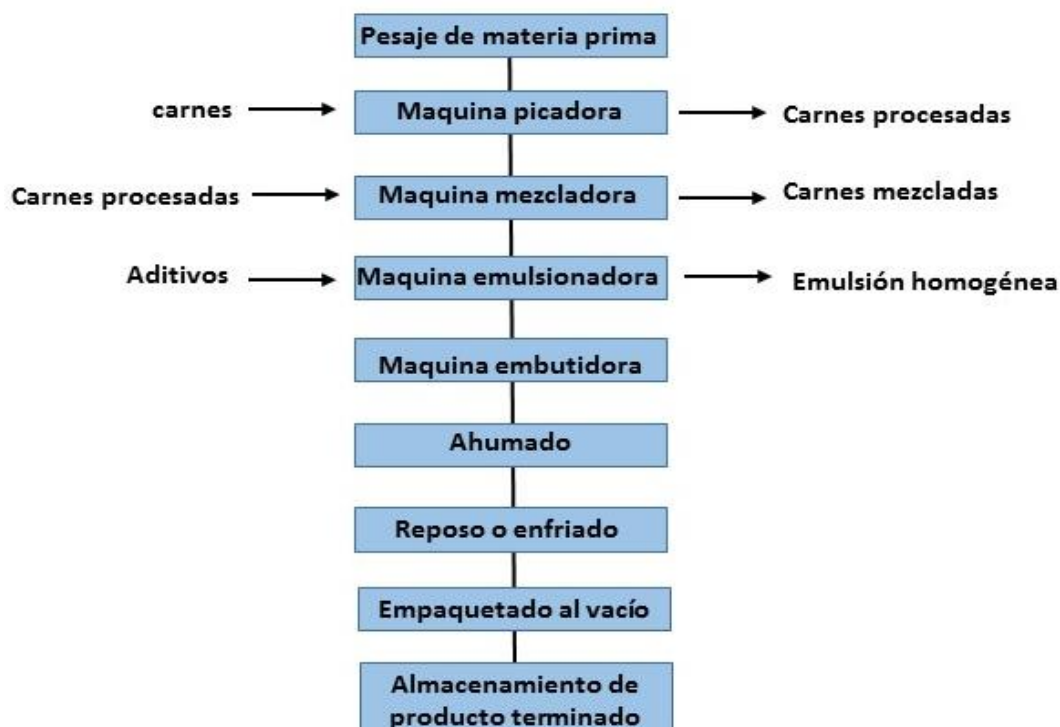 Pesaje de materia prima
carnes
Maquina picadora
Carnes procesadas
Carnes procesadas
Maquina mezcladora
Carnes mezcladas
Aditivos
Maquina emulsionadora
Emulsión homogénea
Maquina embutidora
Ahumado
Reposo o enfriado
Empaquetado al vacío
Almacenamiento de
producto terminado